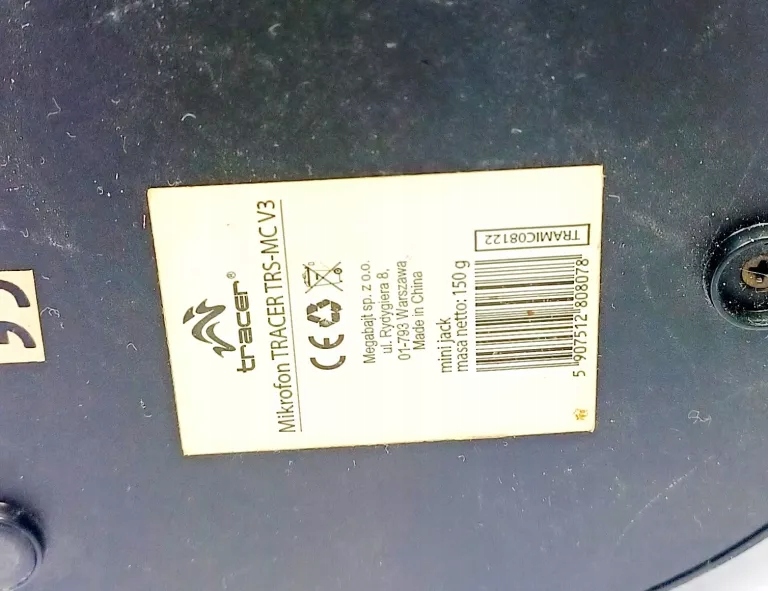 tracer®
Mikrofon TRACER TRS-MC V3
CE
Megabajt sp. z o.o.
ul. Rydygiera 8,
01-793 Warszawa
Made in China
mini jack
masa netto: 150 g
TRAMIC08122
5 907512 808078